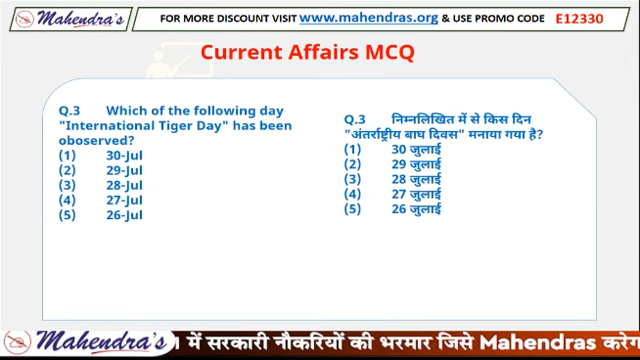 Mahendra's
FOR MORE DISCOUNT VISIT www.mahendras.org & USE PROMO CODE E12330
Current Affairs MCQ
Q.3 Which of the following day
"International Tiger Day" has been
oboserved?
(1) 30-Jul
(2) 29-Jul
(3) 28-Jul
(4) 27-Jul
(5) 26-Jul
Q.3 निम्नलिखित में से किस दिन
"अंतर्राष्ट्रीय बाघ दिवस" मनाया गया है?
(1) 30 जुलाई
(2) 29 जुलाई
(3) 28 जुलाई
(4) 27 जुलाई
(5) 26 जुलाई
Mahendra's
1 में सरकारी नौकरियों की भरमार जिसे Mahendras करेग